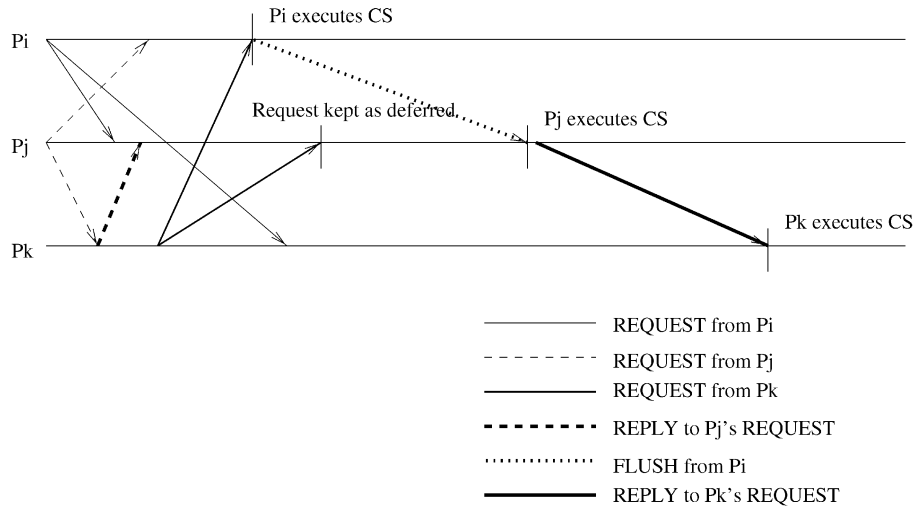 Pi executes CS
Pi
Request kept as deferred
Pj executes CS
Pj
Pk executes CS
Pk
REQUEST from Pi
REQUEST from Pj
REQUEST from Pk
REPLY to Pj's REQUEST
FLUSH from Pi
REPLY to Pk's REQUEST